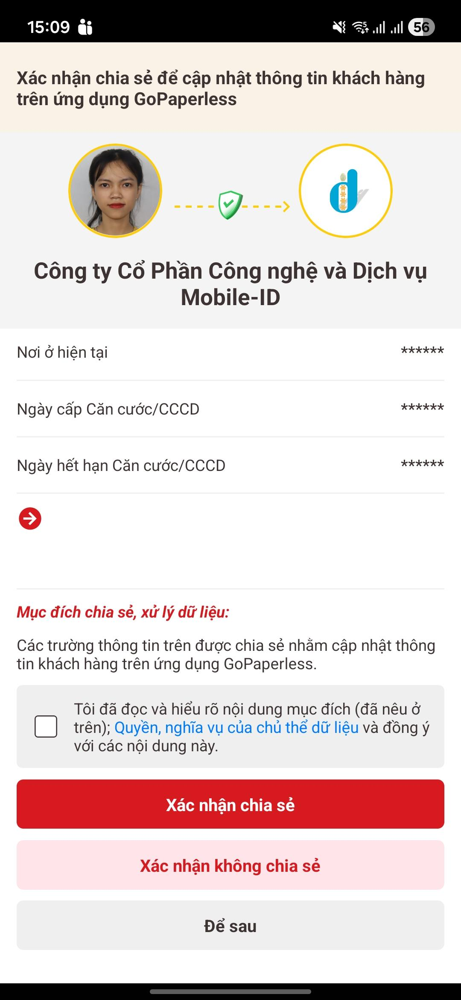 15:09
5
56
Xác nhận chia sẻ để cập nhật thông tin khách hàng
trên ứng dụng GoPaperless
Công ty Cổ Phần Công nghệ và Dịch vụ
Mobile-ID
Nơi ở hiện tại ******
Ngày cấp Căn cước/CCCD ******
Ngày hết hạn Căn cước/CCCD ******
Mục đích chia sẻ, xử lý dữ liệu:
Các trường thông tin trên được chia sẻ nhằm cập nhật thông
tin khách hàng trên ứng dụng GoPaperless.
Tôi đã đọc và hiểu rõ nội dung mục đích (đã nêu ở
trên); Quyền, nghĩa vụ của chủ thể dữ liệu và đồng ý
với các nội dung này.
Xác nhận chia sẻ
Xác nhận không chia sẻ
Để sau